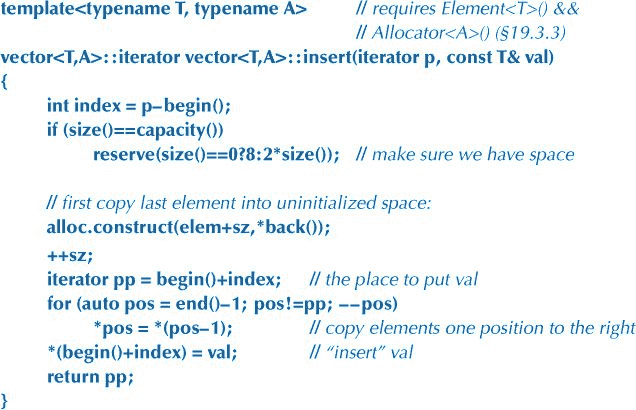 template<typename T, typename A> // requires Element<T>() &&
// Allocator<A>() (§19.3.3)
vector<T,A>::iterator vector<T,A>::insert(iterator p, const T& val)
{
int index = p–begin();
if (size()==capacity())
reserve(size()==0?8:2*size()); // make sure we have space
// first copy last element into uninitialized space:
alloc.construct(elem+sz,*back());
++sz;
iterator pp = begin()+index; // the place to put val
for (auto pos = end()–1; pos!=pp; ––pos)
*pos = *(pos–1); // copy elements one position to the right
*(begin()+index) = val; // “insert” val
return pp;
}